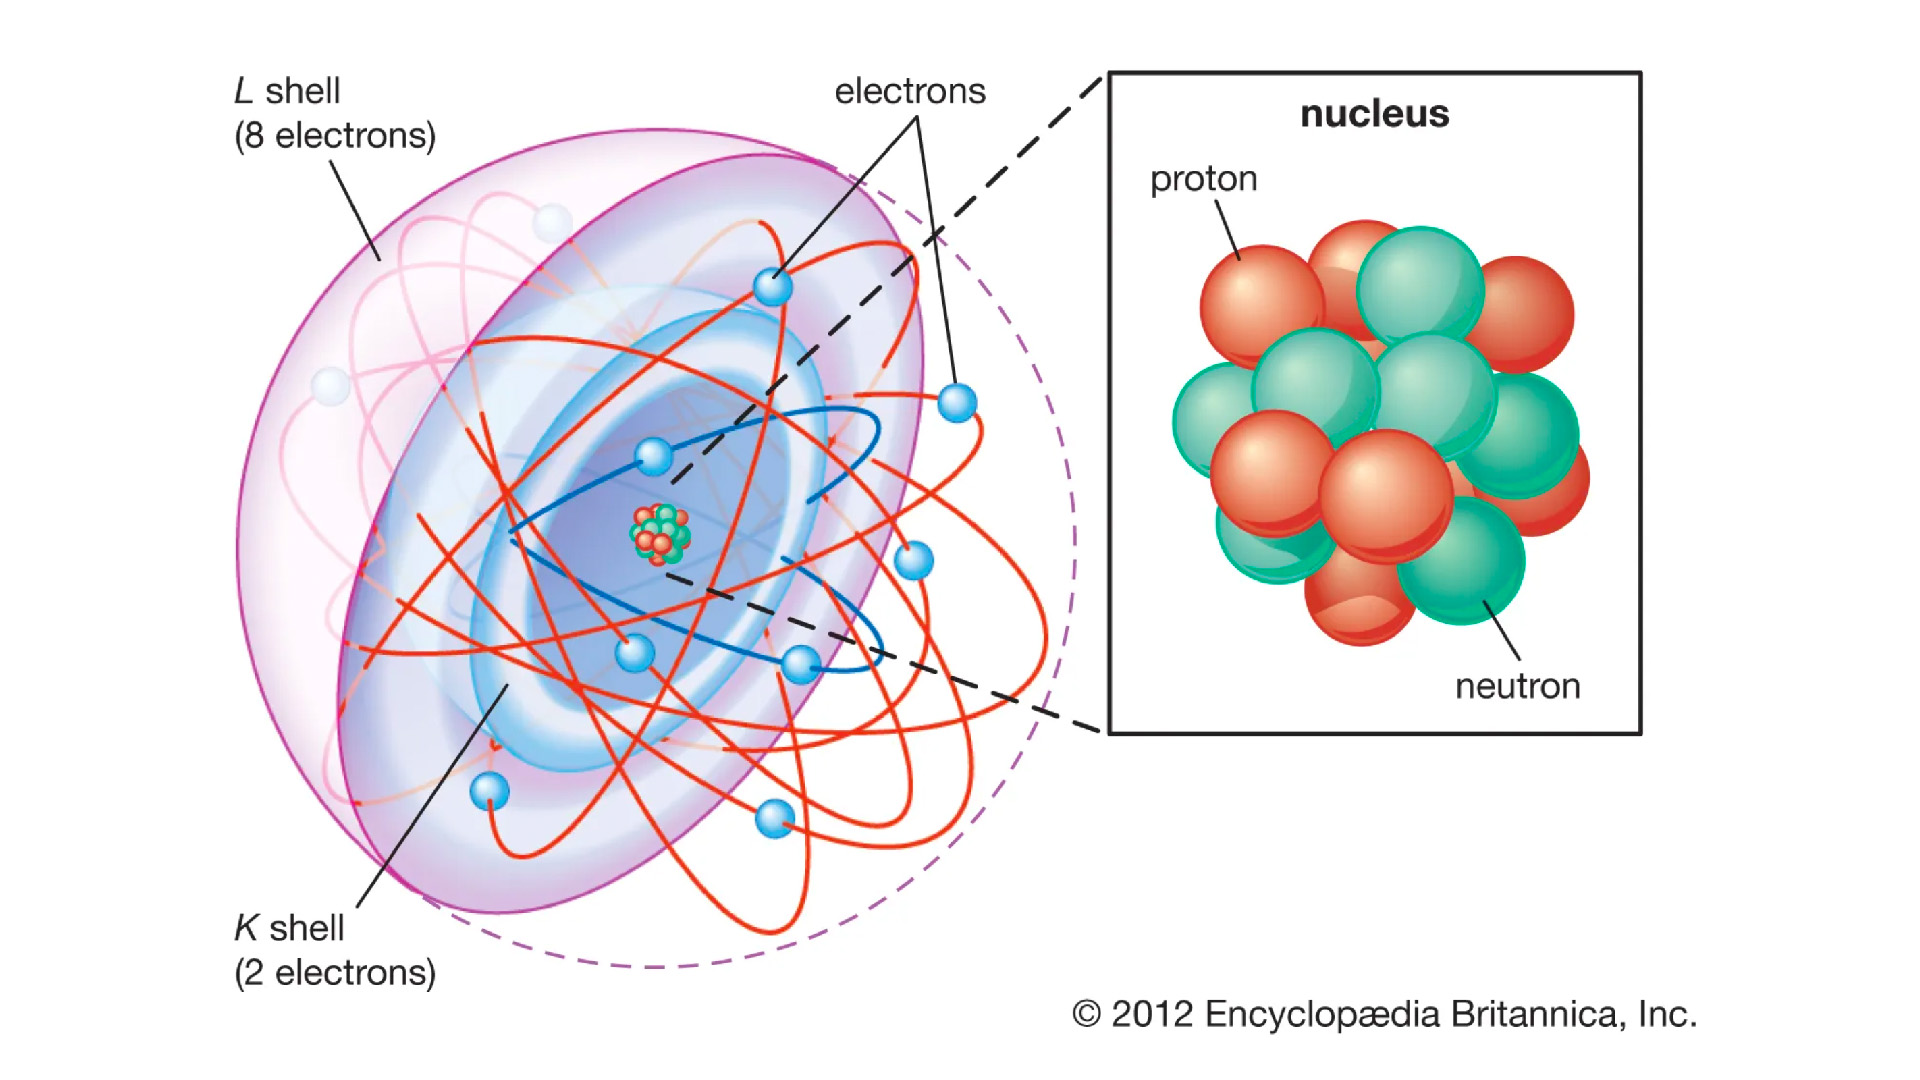 L shell
(8 electrons)
electrons
nucleus
proton
neutron
K shell
(2 electrons)
© 2012 Encyclopædia Britannica, Inc.